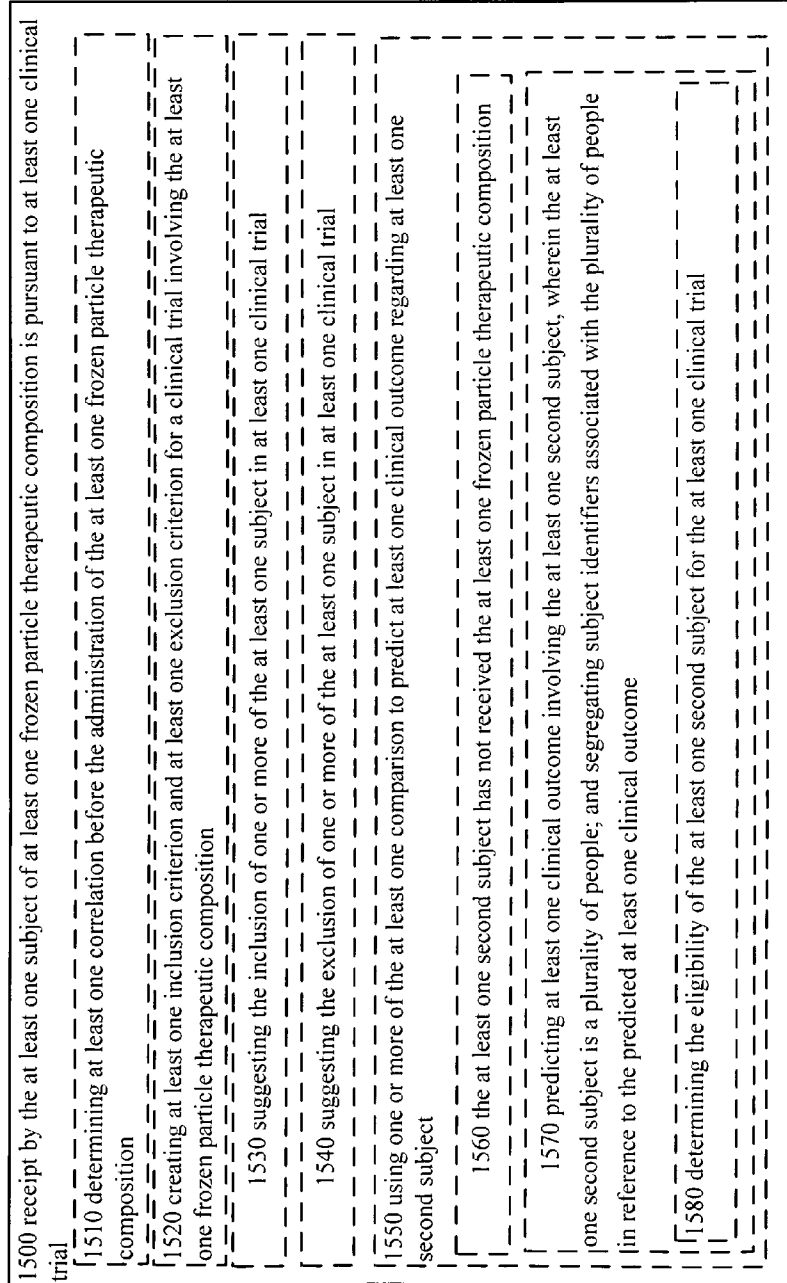 1500 receipt by the at least one subject of at least one frozen particle therapeutic composition is pursuant to at least one clinical
trial
1510 determining at least one correlation before the administration of the at least one frozen particle therapeutic
composition
1520 creating at least one inclusion criterion and at least one exclusion criterion for a clinical trial involving the at least
one frozen particle therapeutic composition
1530 suggesting the inclusion of one or more of the at least one subject in at least one clinical trial
1540 suggesting the exclusion of one or more of the at least one subject in at least one clinical trial
1550 using one or more of the at least one comparison to predict at least one clinical outcome regarding at least one
second subject
1560 the at least one second subject has not received the at least one frozen particle therapeutic composition
1570 predicting at least one clinical outcome involving the at least one second subject, wherein the at least
one second subject is a plurality of people; and segregating subject identifiers associated with the plurality of people
in reference to the predicted at least one clinical outcome
1580 determining the eligibility of the at least one second subject for the at least one clinical trial